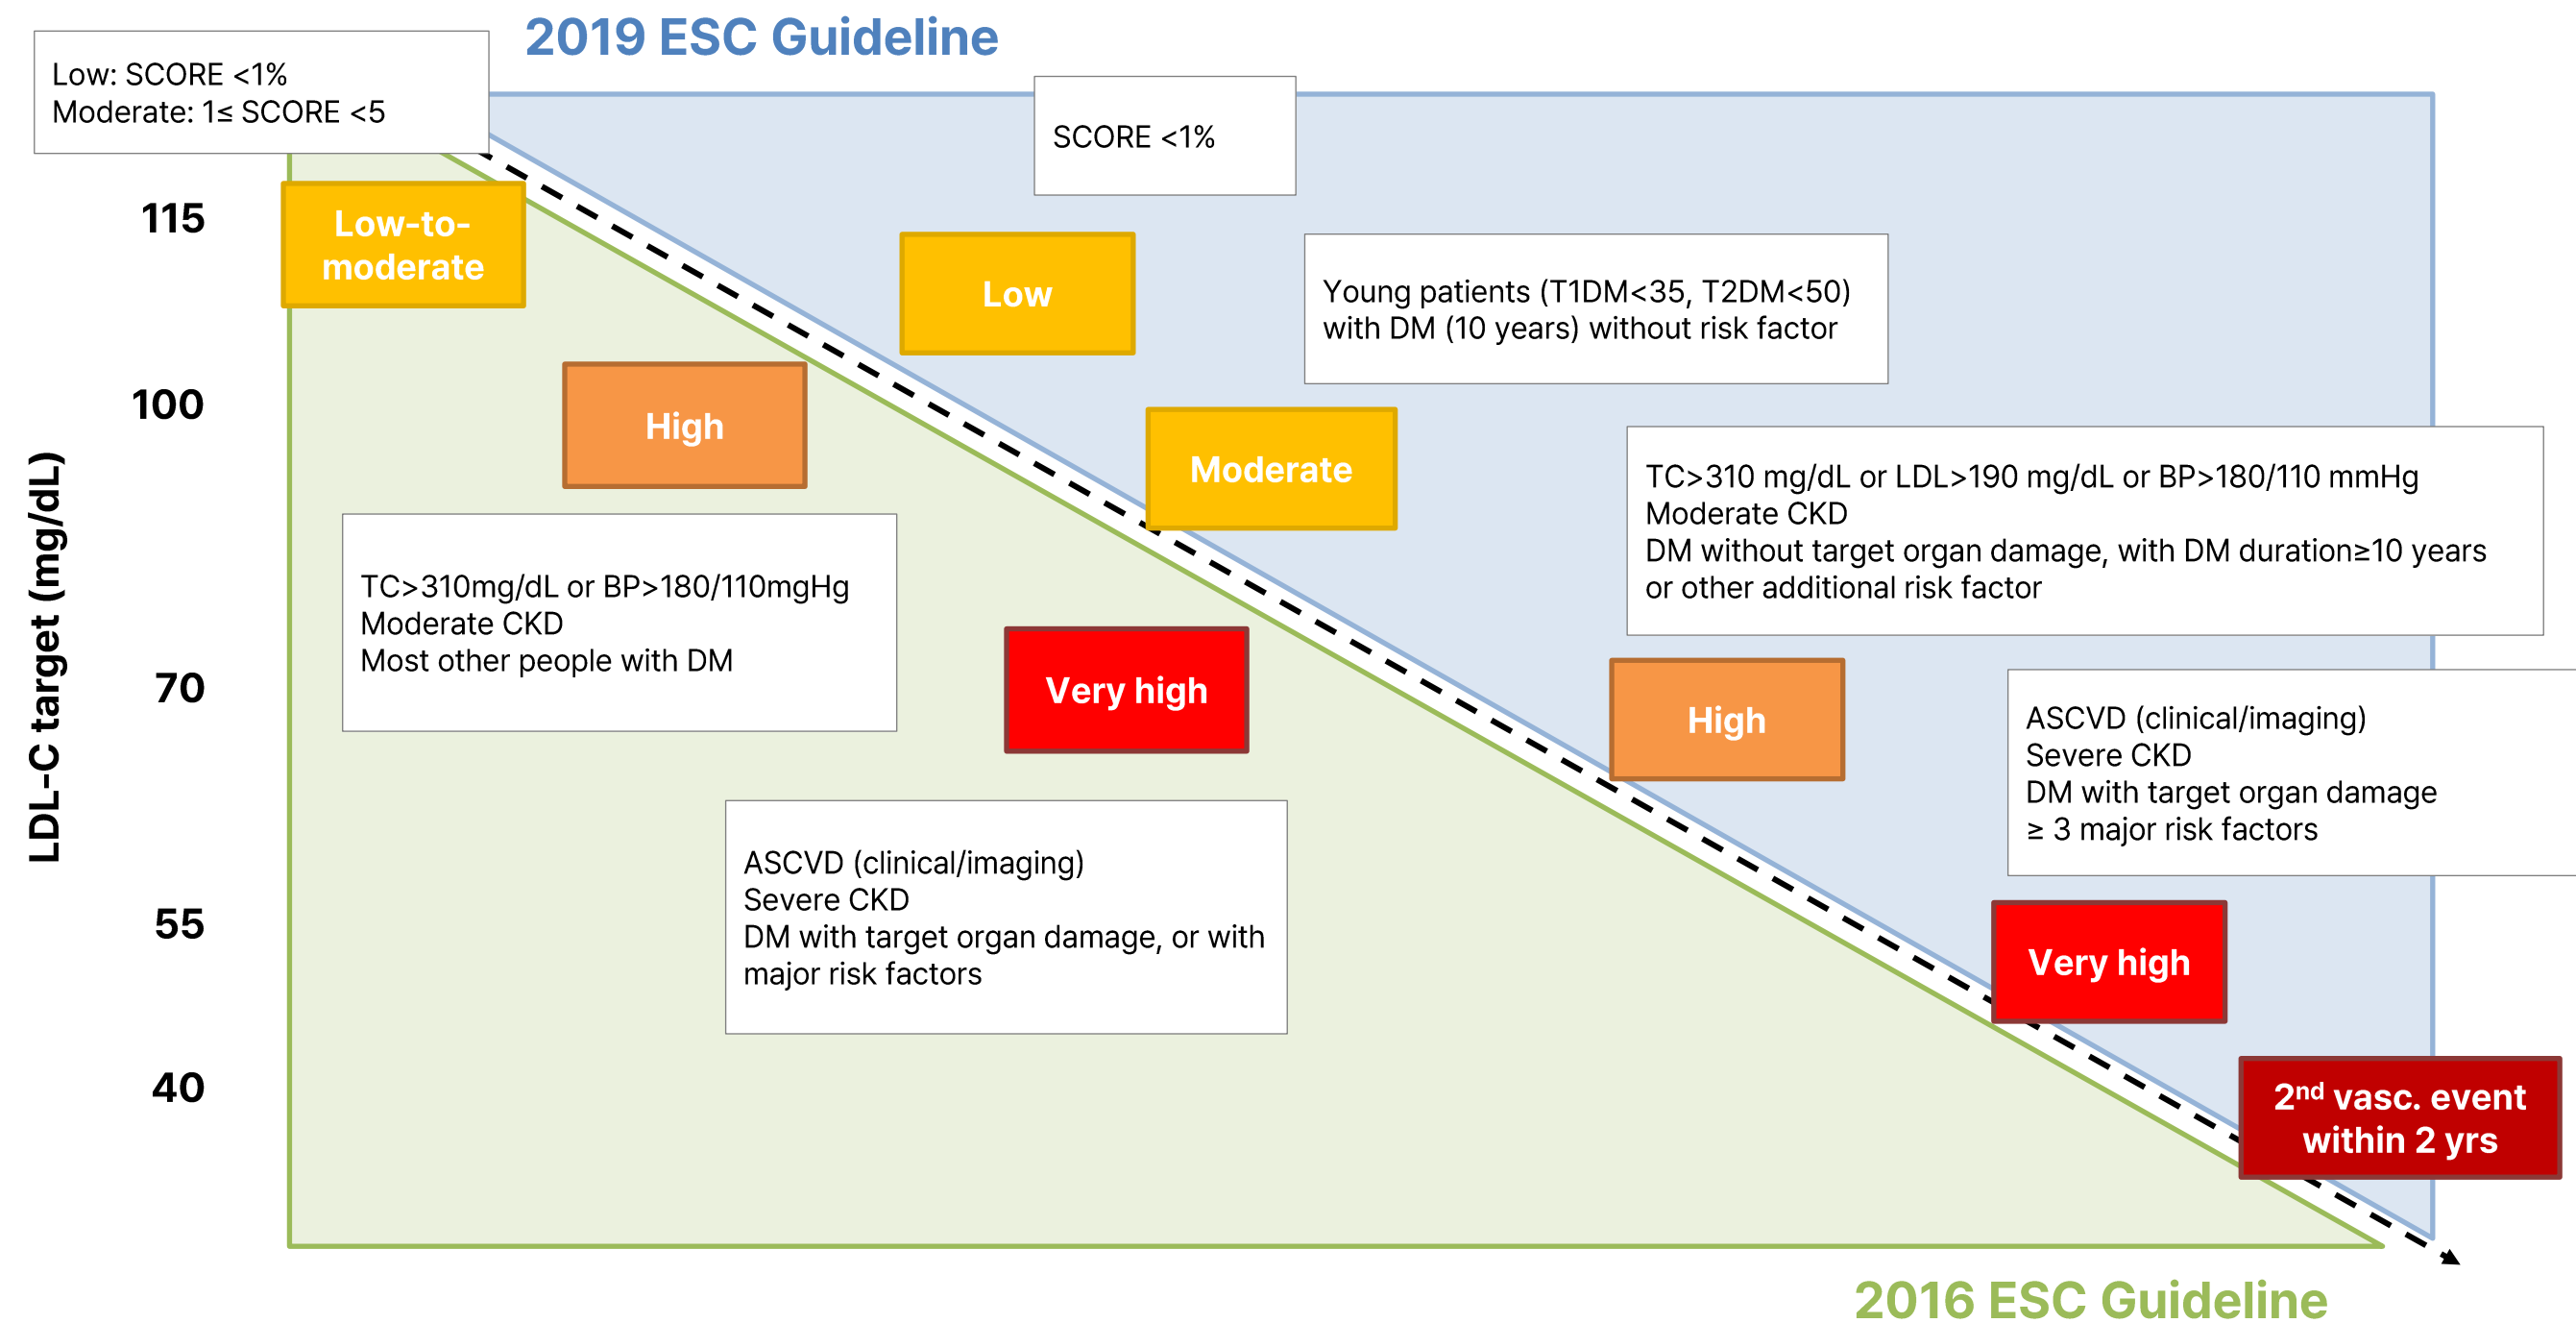 2019 ESC Guideline
Low: SCORE <1%
Moderate: 1≤ SCORE <5
SCORE <1%
115
Low-to-
moderate
Low
Young patients (T1DM<35, T2DM<50)
with DM (10 years) without risk factor
100
High
Moderate
TC>310 mg/dL or LDL>190 mg/dL or BP>180/110 mmHg
Moderate CKD
DM without target organ damage, with DM duration≥10 years
or other additional risk factor
LDL-C target (mg/dL)
TC>310mg/dL or BP>180/110mgHg
Moderate CKD
Most other people with DM
70
Very high
High
ASCVD (clinical/imaging)
Severe CKD
DM with target organ damage
≥ 3 major risk factors
ASCVD (clinical/imaging)
Severe CKD
DM with target organ damage, or with
major risk factors
55
Very high
40
2nd vasc. event
within 2 yrs
2016 ESC Guideline